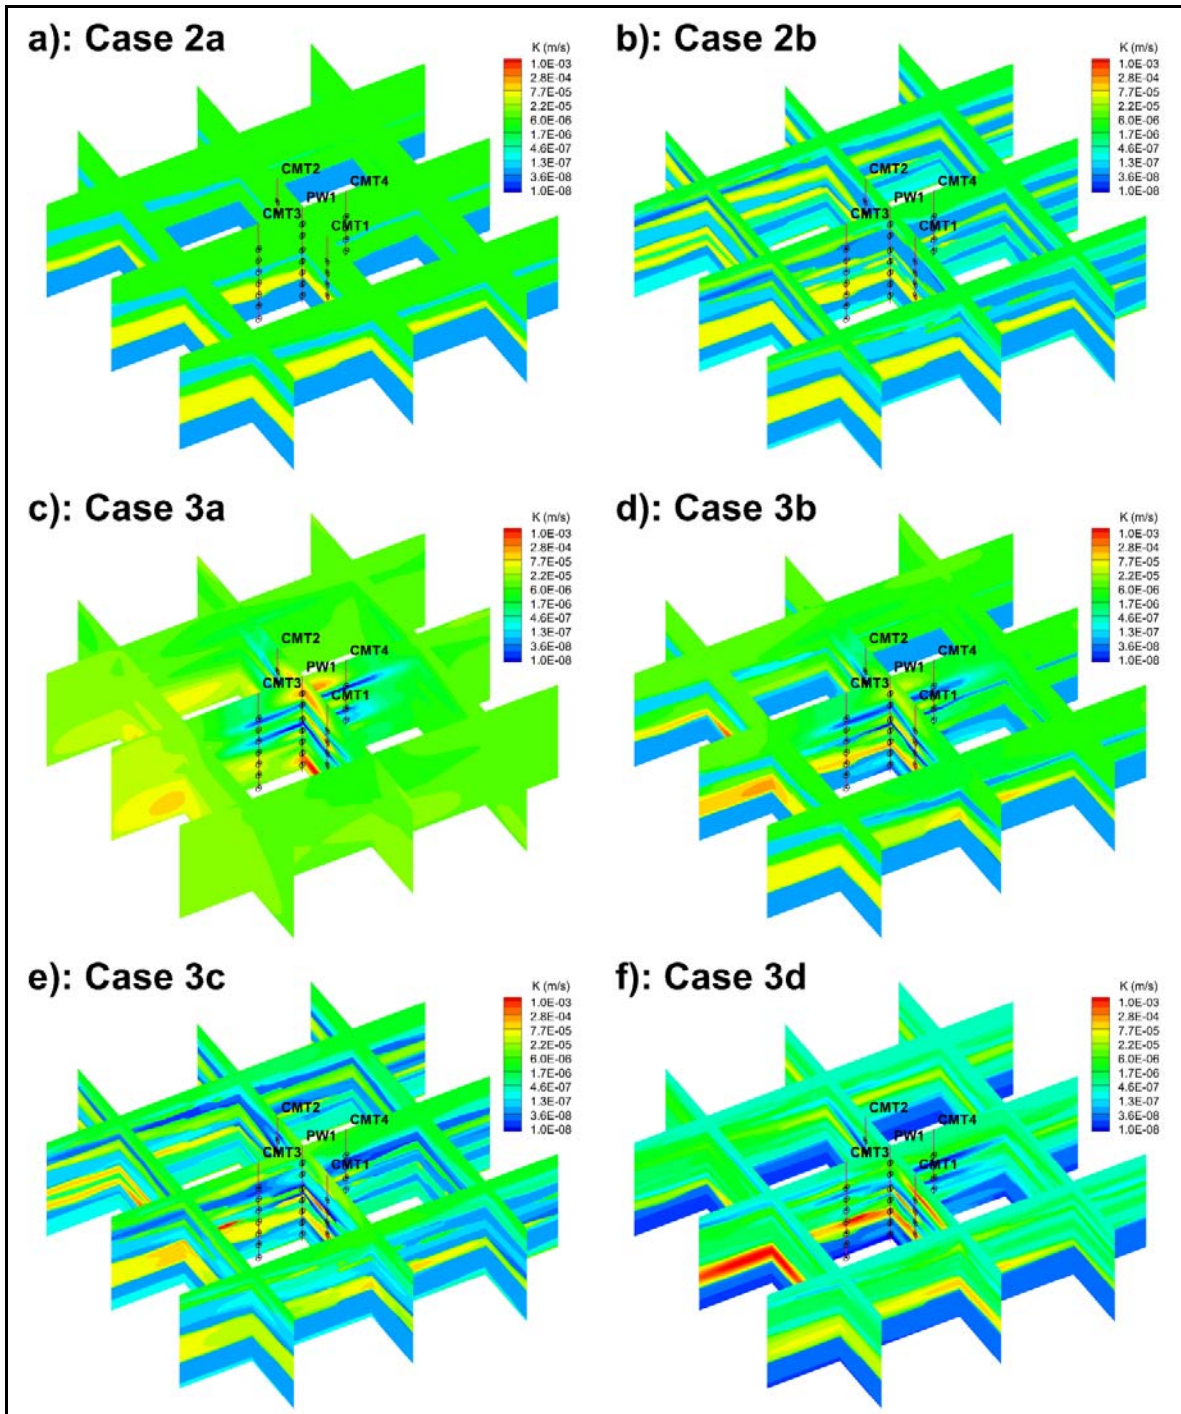 a): Case 2a
K (m/s)
1.0E-03
2.8E-04
7.7E-05
2.2E-05
6.0E-06
1.7E-06
4.6E-07
1.3E-07
3.6E-08
1.0E-08
CMT2
CMT4
PW1
CMT3
CMT1
b): Case 2b
K (m/s)
1.0E-03
2.8E-04
7.7E-05
2.2E-05
6.0E-06
1.7E-06
4.6E-07
1.3E-07
3.6E-08
1.0E-08
CMT2
CMT4
PW1
CMT3
CMT1
c): Case 3a
K (m/s)
1.0E-03
2.8E-04
7.7E-05
2.2E-05
6.0E-06
1.7E-06
4.6E-07
1.3E-07
3.6E-08
1.0E-08
CMT2
CMT4
PW1
CMT3
CMT1
d): Case 3b
K (m/s)
1.0E-03
2.8E-04
7.7E-05
2.2E-05
6.0E-06
1.7E-06
4.6E-07
1.3E-07
3.6E-08
1.0E-08
CMT2
CMT4
PW1
CMT3
CMT1
e): Case 3c
K (m/s)
1.0E-03
2.8E-04
7.7E-05
2.2E-05
6.0E-06
1.7E-06
4.6E-07
1.3E-07
3.6E-08
1.0E-08
CMT2
CMT4
PW1
CMT3
CMT1
f): Case 3d
K (m/s)
1.0E-03
2.8E-04
7.7E-05
2.2E-05
6.0E-06
1.7E-06
4.6E-07
1.3E-07
3.6E-08
1.0E-08
CMT2
CMT4
PW1
CMT3
CMT1